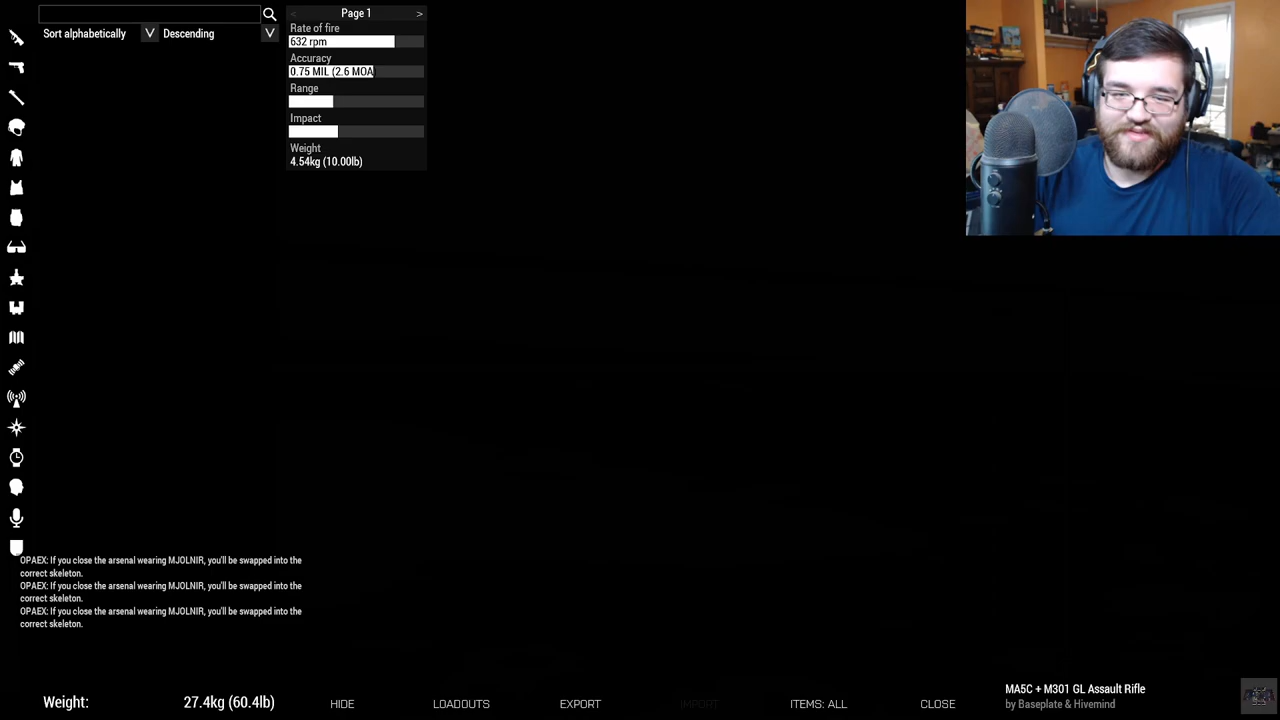 Sort alphabetically
Descending
< Page 1 >
Rate of fire
632 rpm
Accuracy
0.75 MIL (2.6 MOA
Range
Impact
Weight
4.54kg (10.00lb)
OPAEX: If you close the arsenal wearing MJOLNIR, you'll be swapped into the
correct skeleton.
OPAEX: If you close the arsenal wearing MJOLNIR, you'll be swapped into the
correct skeleton.
OPAEX: If you close the arsenal wearing MJOLNIR, you'll be swapped into the
correct skeleton.
Weight: 27.4kg (60.4lb)
HIDE
LOADOUTS
EXPORT
IMPORT
ITEMS: ALL
CLOSE
MA5C + M301 GL Assault Rifle
by Baseplate & Hivemind